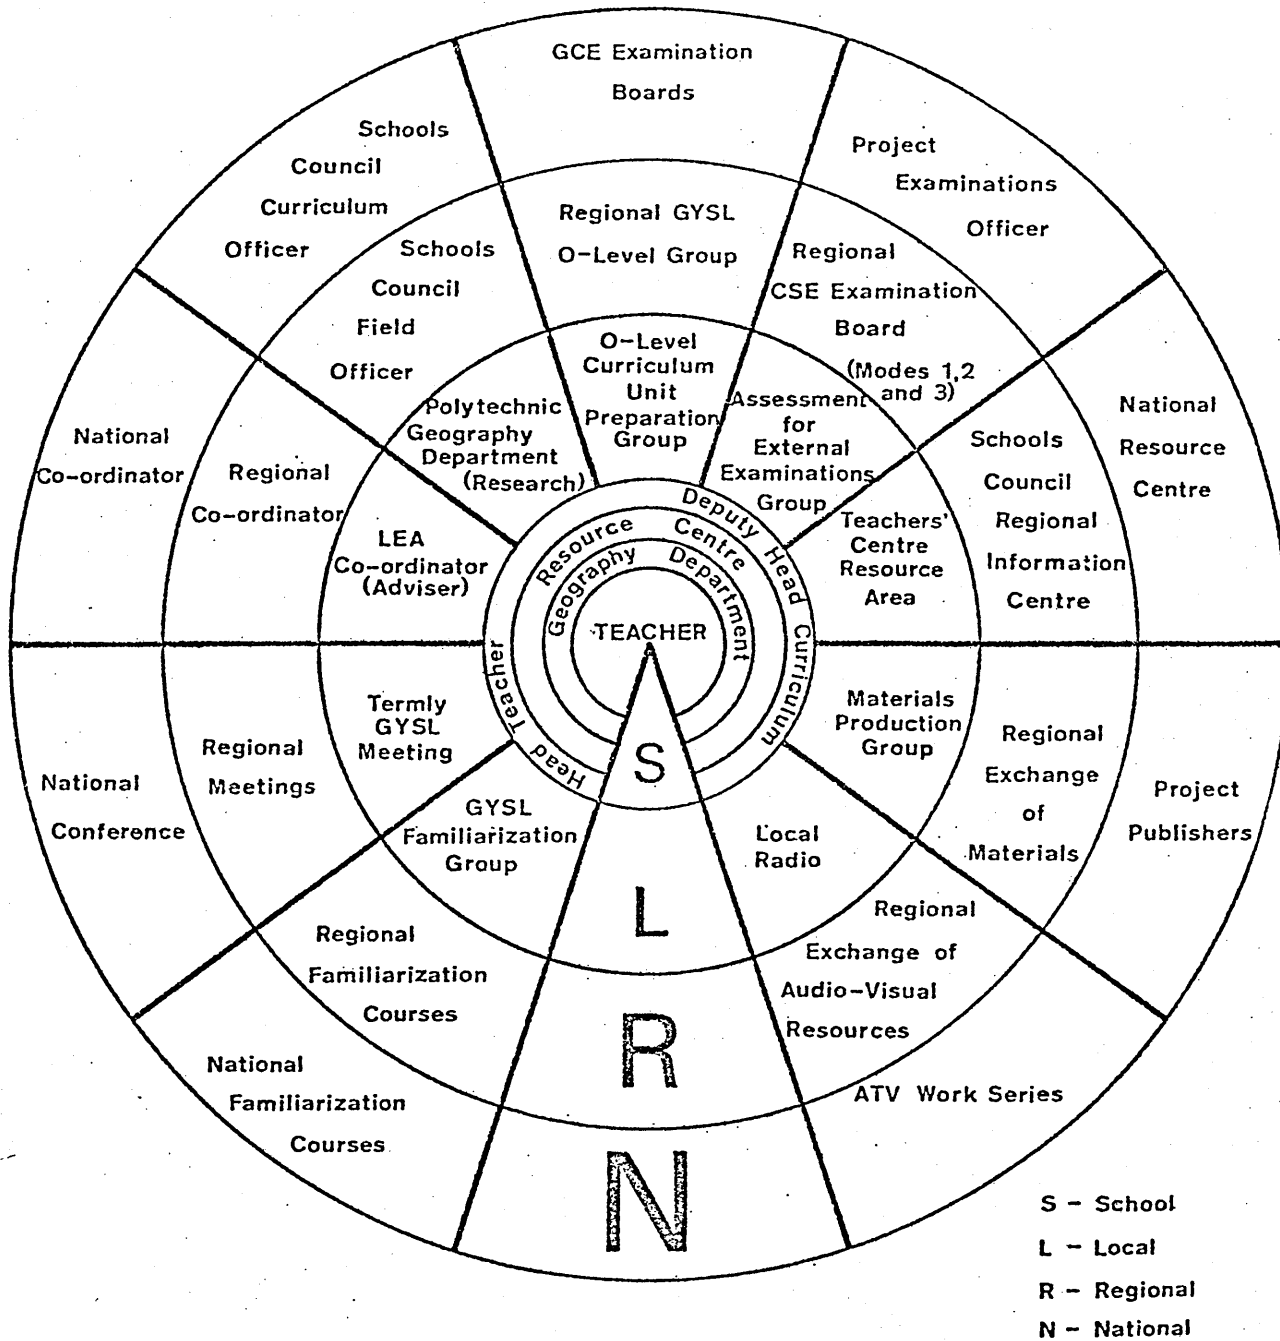 GCE Examination
Boards
Project
Examinations
Officer
National
Resource
Centre
Project
Publishers
ATV Work Series
National
Familiarization
Courses
National
Conference
National
Co-ordinator
Schools
Council
Curriculum
Officer
Regional GYSL
O-Level Group
Regional
CSE Examination
Board
(Modes 1,2
and 3)
Schools
Council
Regional
Information
Centre
Regional
Exchange
of
Materials
Regional
Exchange of
Audio-Visual
Resources
Regional
Familiarization
Courses
Regional
Meetings
Regional
Co-ordinator
Schools
Council
Field
Officer
O-Level
Curriculum
Unit
Preparation
Group
Assessment
for
External
Examinations
Group
Teachers'
Centre
Resource
Area
Materials
Production
Group
Local
Radio
GYSL
Familiarization
Group
Termly
GYSL
Meeting
LEA
Co-ordinator
(Adviser)
Polytechnic
Geography
Department
(Research)
Head Teacher
Deputy Head Curriculum
Resource Centre
Geography Department
TEACHER
S
L
R
N
S - School
L - Local
R - Regional
N - National